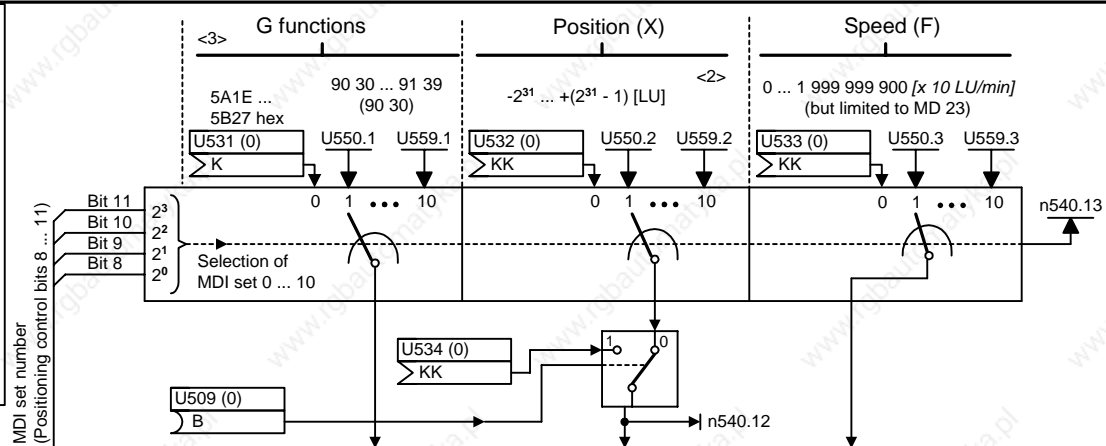 <3>
G functions
Position (X)
Speed (F)
<2>
5A1E ...
5B27 hex
90 30 ... 91 39
(90 30)
-2³¹ ... +(2³¹ - 1) [LU]
0 ... 1 999 999 900 [x 10 LU/min]
(but limited to MD 23)
U531 (0)
K
U550.1
U559.1
U532 (0)
KK
U550.2
U559.2
U533 (0)
KK
U550.3
U559.3
0 1 ••• 10
0 1 ••• 10
0 1 ••• 10
n540.13
Bit 11
Bit 10
Bit 9
Bit 8
2³
2²
2¹
2⁰
Selection of
MDI set 0 ... 10
MDI set number
(Positioning control bits 8 ... 11)
U534 (0)
KK
1
0
U509 (0)
B
n540.12
www.rgbautomatyka.pl